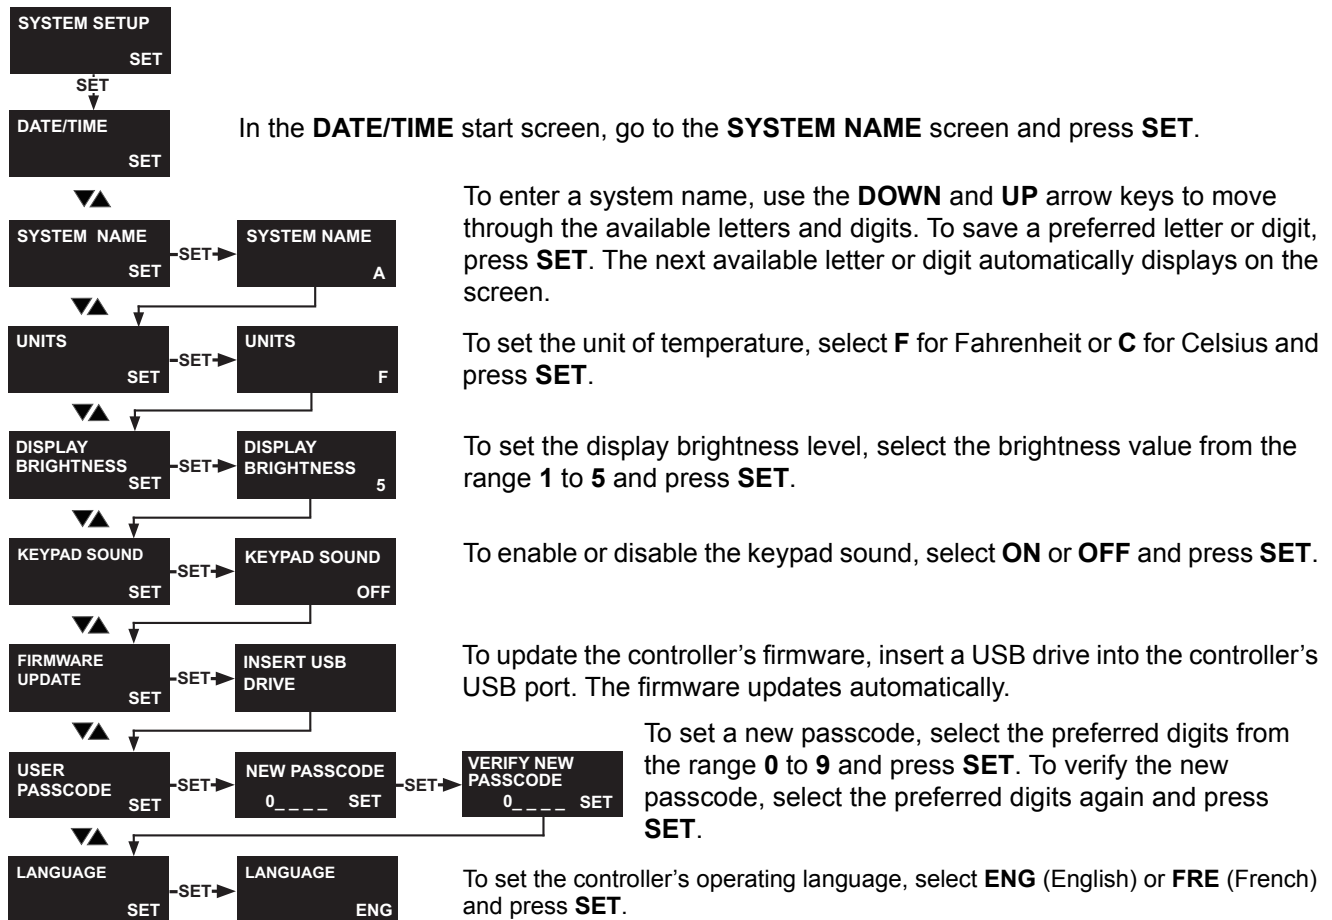 SYSTEM SETUP
SET
SET
DATE/TIME
SET
In the DATE/TIME start screen, go to the SYSTEM NAME screen and press SET.
SYSTEM NAME
SET
SET
SYSTEM NAME
A
To enter a system name, use the DOWN and UP arrow keys to move
through the available letters and digits. To save a preferred letter or digit,
press SET. The next available letter or digit automatically displays on the
screen.
UNITS
SET
SET
UNITS
F
To set the unit of temperature, select F for Fahrenheit or C for Celsius and
press SET.
DISPLAY
BRIGHTNESS
SET
SET
DISPLAY
BRIGHTNESS
5
To set the display brightness level, select the brightness value from the
range 1 to 5 and press SET.
KEYPAD SOUND
SET
SET
KEYPAD SOUND
OFF
To enable or disable the keypad sound, select ON or OFF and press SET.
FIRMWARE
UPDATE
SET
SET
INSERT USB
DRIVE
To update the controller's firmware, insert a USB drive into the controller's
USB port. The firmware updates automatically.
USER
PASSCODE
SET
SET
NEW PASSCODE
0_ _ _ _ SET
SET
VERIFY NEW
PASSCODE
0_ _ _ _ SET
To set a new passcode, select the preferred digits from
the range 0 to 9 and press SET. To verify the new
passcode, select the preferred digits again and press
SET.
LANGUAGE
SET
SET
LANGUAGE
ENG
To set the controller's operating language, select ENG (English) or FRE (French)
and press SET.